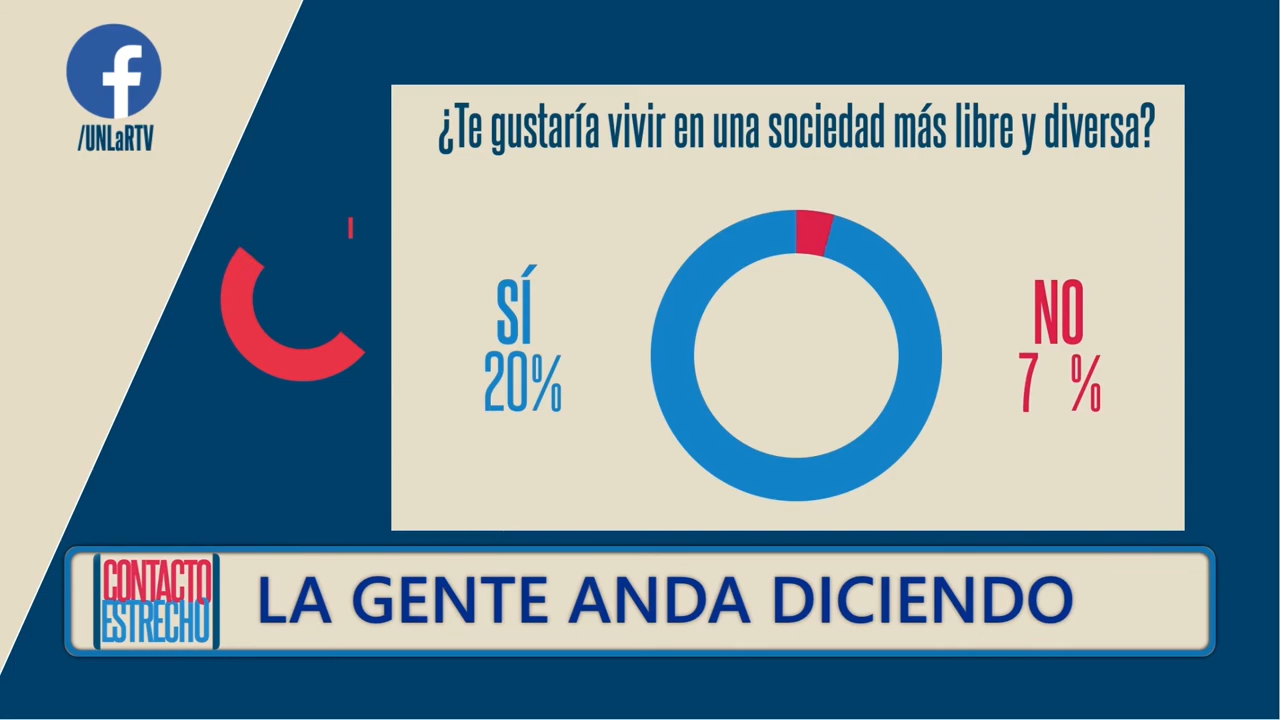 /UNLaRTV
¿Te gustaría vivir en una sociedad más libre y diversa?
SÍ
20%
NO
7 %
CONTACTO
ESTRECHO
LA GENTE ANDA DICIENDO